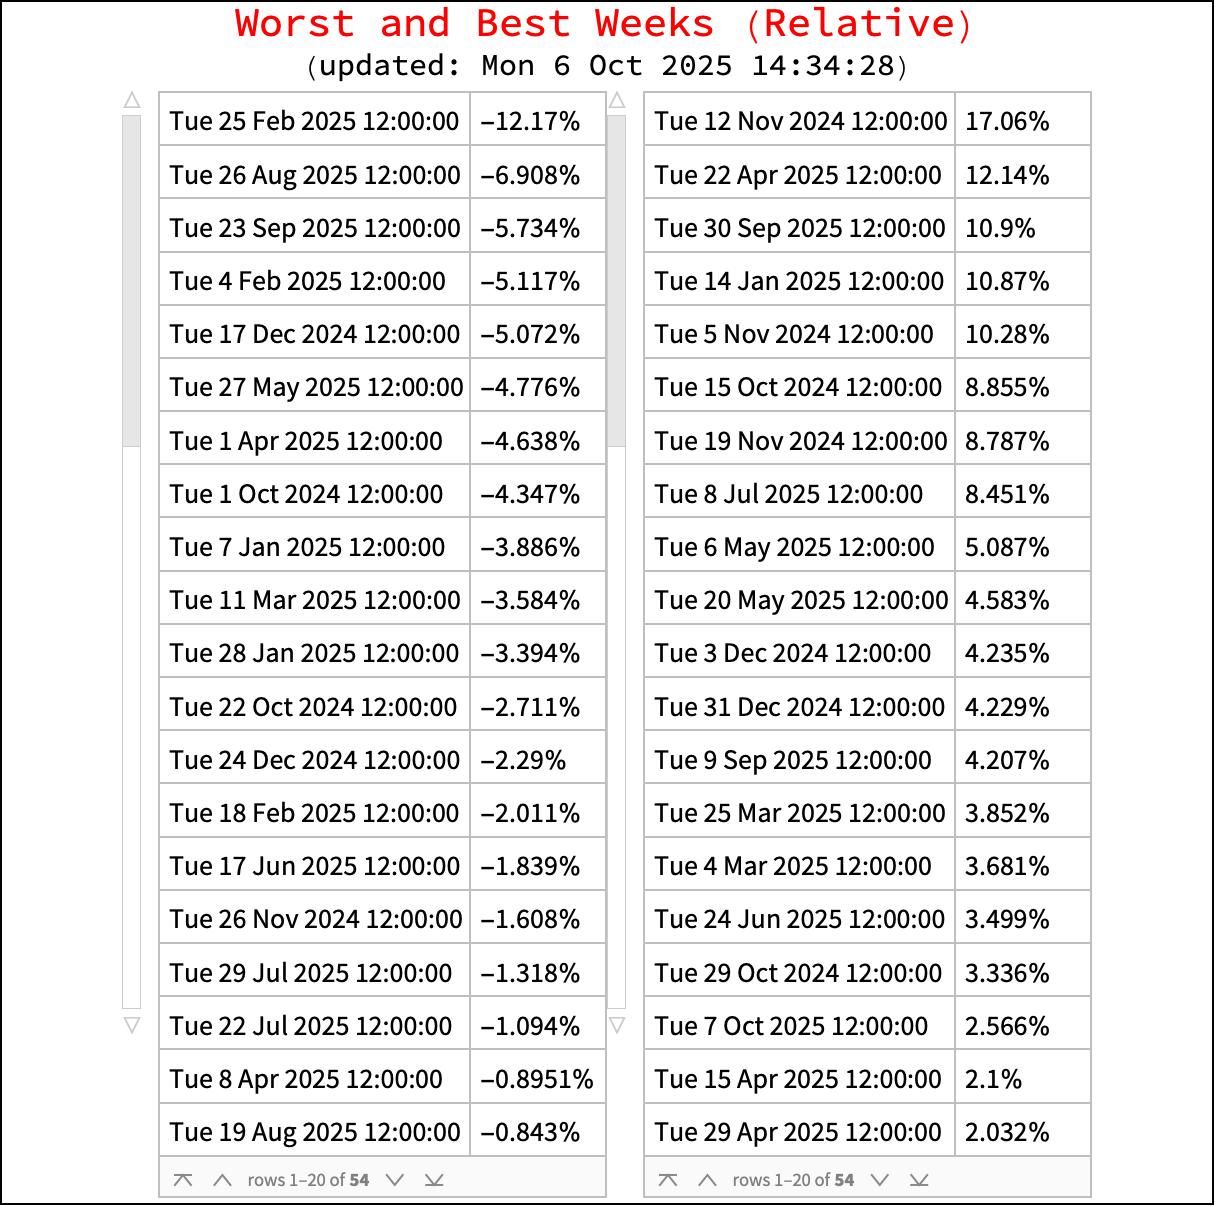 Worst and Best Weeks (Relative)
(updated: Mon 6 Oct 2025 14:34:28)
Tue 25 Feb 2025 12:00:00 –12.17%
Tue 26 Aug 2025 12:00:00 –6.908%
Tue 23 Sep 2025 12:00:00 –5.734%
Tue 4 Feb 2025 12:00:00 –5.117%
Tue 17 Dec 2024 12:00:00 –5.072%
Tue 27 May 2025 12:00:00 –4.776%
Tue 1 Apr 2025 12:00:00 –4.638%
Tue 1 Oct 2024 12:00:00 –4.347%
Tue 7 Jan 2025 12:00:00 –3.886%
Tue 11 Mar 2025 12:00:00 –3.584%
Tue 28 Jan 2025 12:00:00 –3.394%
Tue 22 Oct 2024 12:00:00 –2.711%
Tue 24 Dec 2024 12:00:00 –2.29%
Tue 18 Feb 2025 12:00:00 –2.011%
Tue 17 Jun 2025 12:00:00 –1.839%
Tue 26 Nov 2024 12:00:00 –1.608%
Tue 29 Jul 2025 12:00:00 –1.318%
Tue 22 Jul 2025 12:00:00 –1.094%
Tue 8 Apr 2025 12:00:00 –0.8951%
Tue 19 Aug 2025 12:00:00 –0.843%
rows 1–20 of 54
Tue 12 Nov 2024 12:00:00 17.06%
Tue 22 Apr 2025 12:00:00 12.14%
Tue 30 Sep 2025 12:00:00 10.9%
Tue 14 Jan 2025 12:00:00 10.87%
Tue 5 Nov 2024 12:00:00 10.28%
Tue 15 Oct 2024 12:00:00 8.855%
Tue 19 Nov 2024 12:00:00 8.787%
Tue 8 Jul 2025 12:00:00 8.451%
Tue 6 May 2025 12:00:00 5.087%
Tue 20 May 2025 12:00:00 4.583%
Tue 3 Dec 2024 12:00:00 4.235%
Tue 31 Dec 2024 12:00:00 4.229%
Tue 9 Sep 2025 12:00:00 4.207%
Tue 25 Mar 2025 12:00:00 3.852%
Tue 4 Mar 2025 12:00:00 3.681%
Tue 24 Jun 2025 12:00:00 3.499%
Tue 29 Oct 2024 12:00:00 3.336%
Tue 7 Oct 2025 12:00:00 2.566%
Tue 15 Apr 2025 12:00:00 2.1%
Tue 29 Apr 2025 12:00:00 2.032%
rows 1–20 of 54